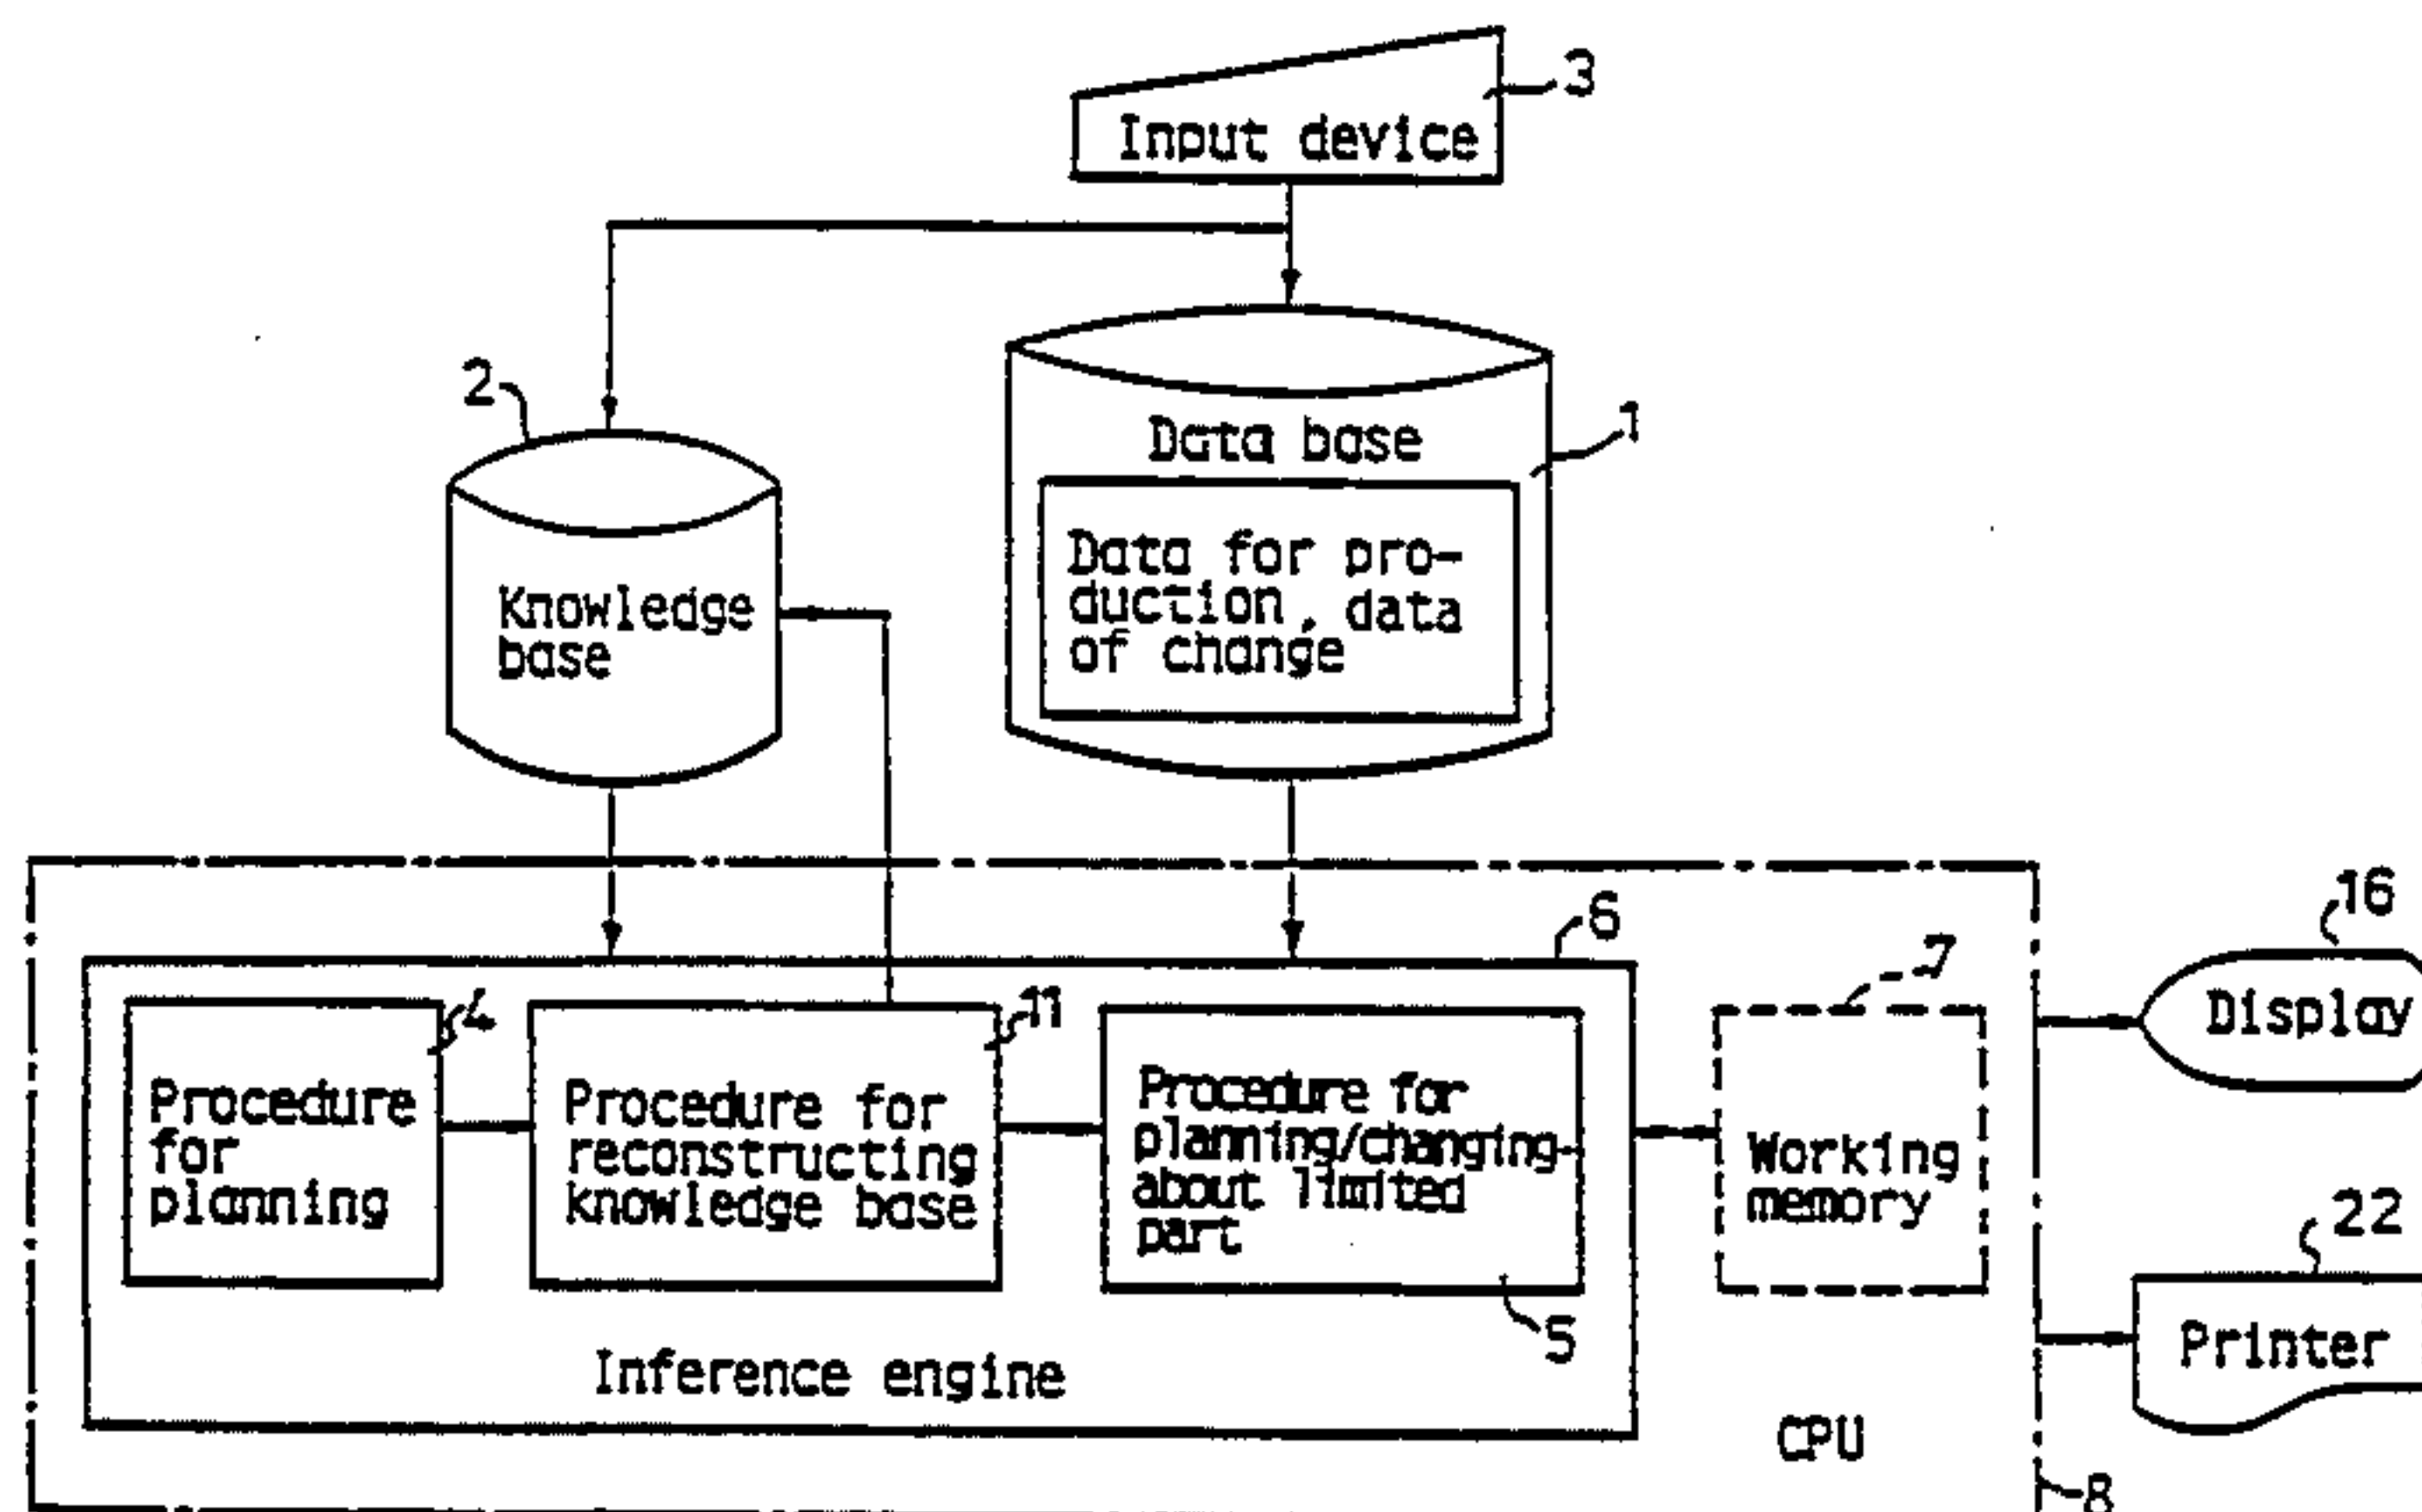 3
Input device
2
1
Data base
Data for pro-
duction , data
of change
Knowledge
base
6
7
16
Display
4
11
Procedure
for
planning
Procedure for
reconstructing
knowledge base
Procedure for
planning/changing
about limited
part
Working
memory
22
Printer
5
Inference engine
CPU
8